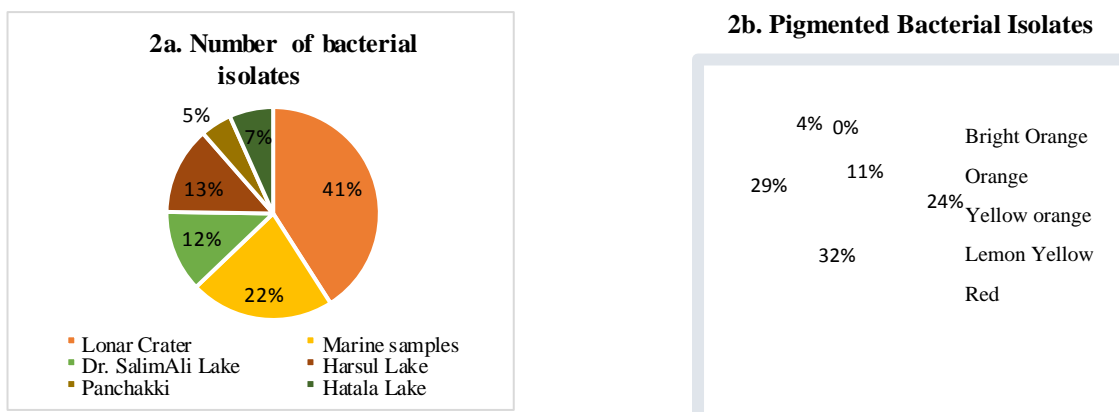 2a. Number of bacterial
isolates
5%
7%
41%
13%
12%
22%
Lonar Crater
Marine samples
Dr. SalimAli Lake
Harsul Lake
Panchakki
Hatala Lake
2b. Pigmented Bacterial Isolates
4%
0%
Bright Orange
11%
Orange
29%
24%
Yellow orange
32%
Lemon Yellow
Red